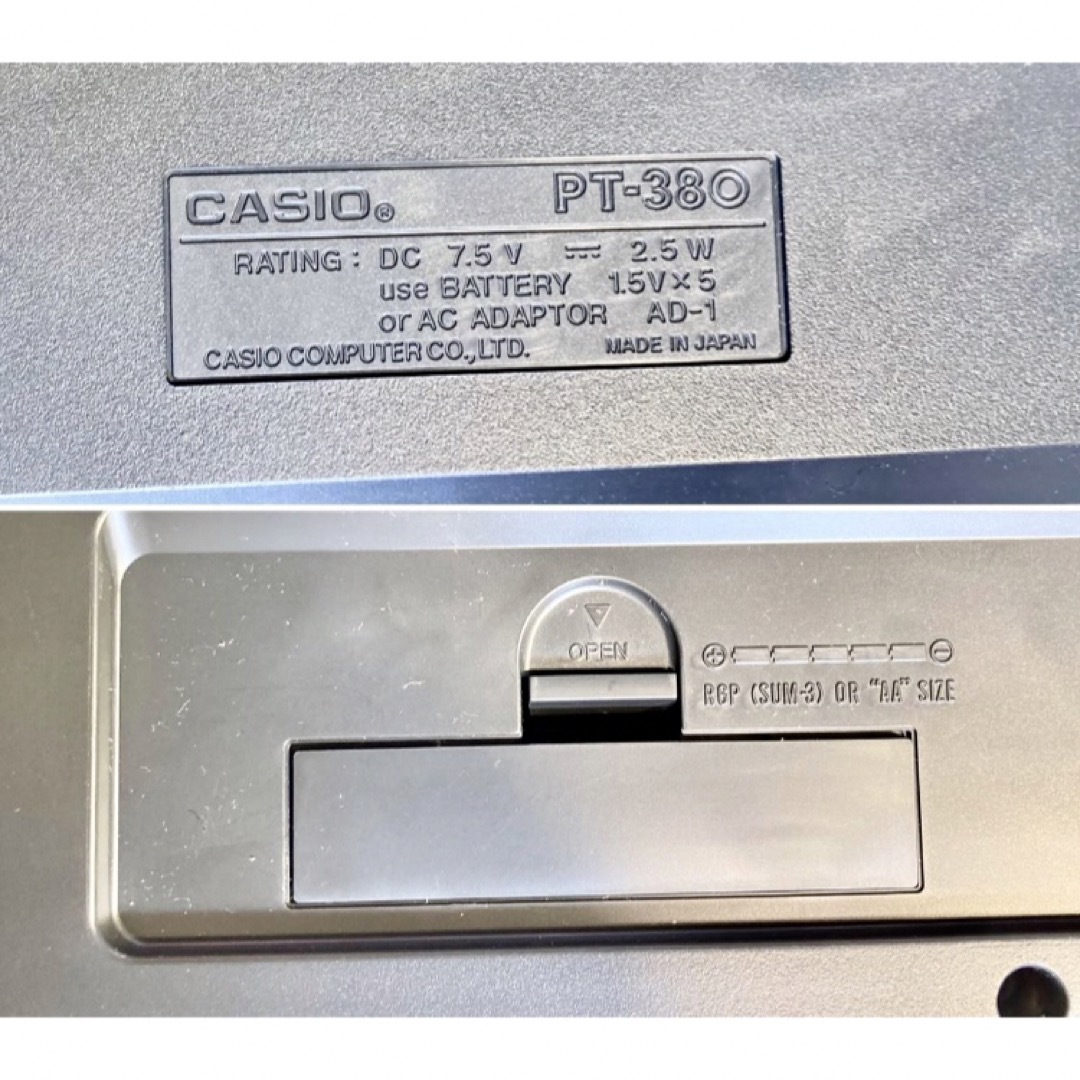 CASIO® PT-380
RATING : DC 7.5 V ⎓ 2.5 W
use BATTERY 1.5V×5
or AC ADAPTOR AD-1
CASIO COMPUTER CO.,LTD. MADE IN JAPAN
OPEN
⊕ ⊖
R6P (SUM-3) OR "AA" SIZE